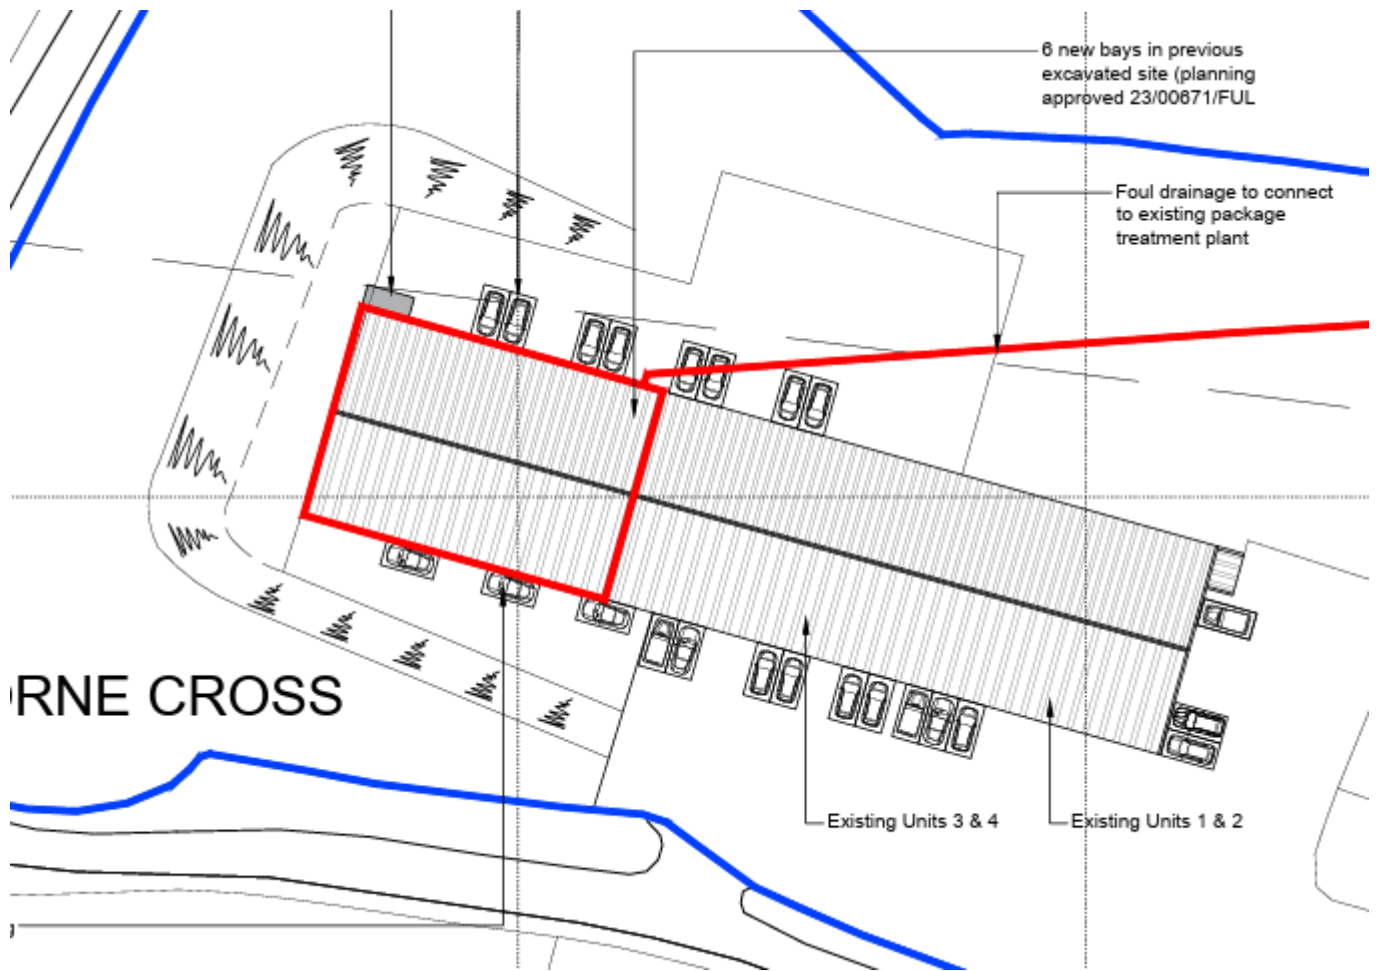 6 new bays in previous
excavated site (planning
approved 23/00671/FUL
Foul drainage to connect
to existing package
treatment plant
RNE CROSS
Existing Units 3 & 4
Existing Units 1 & 2